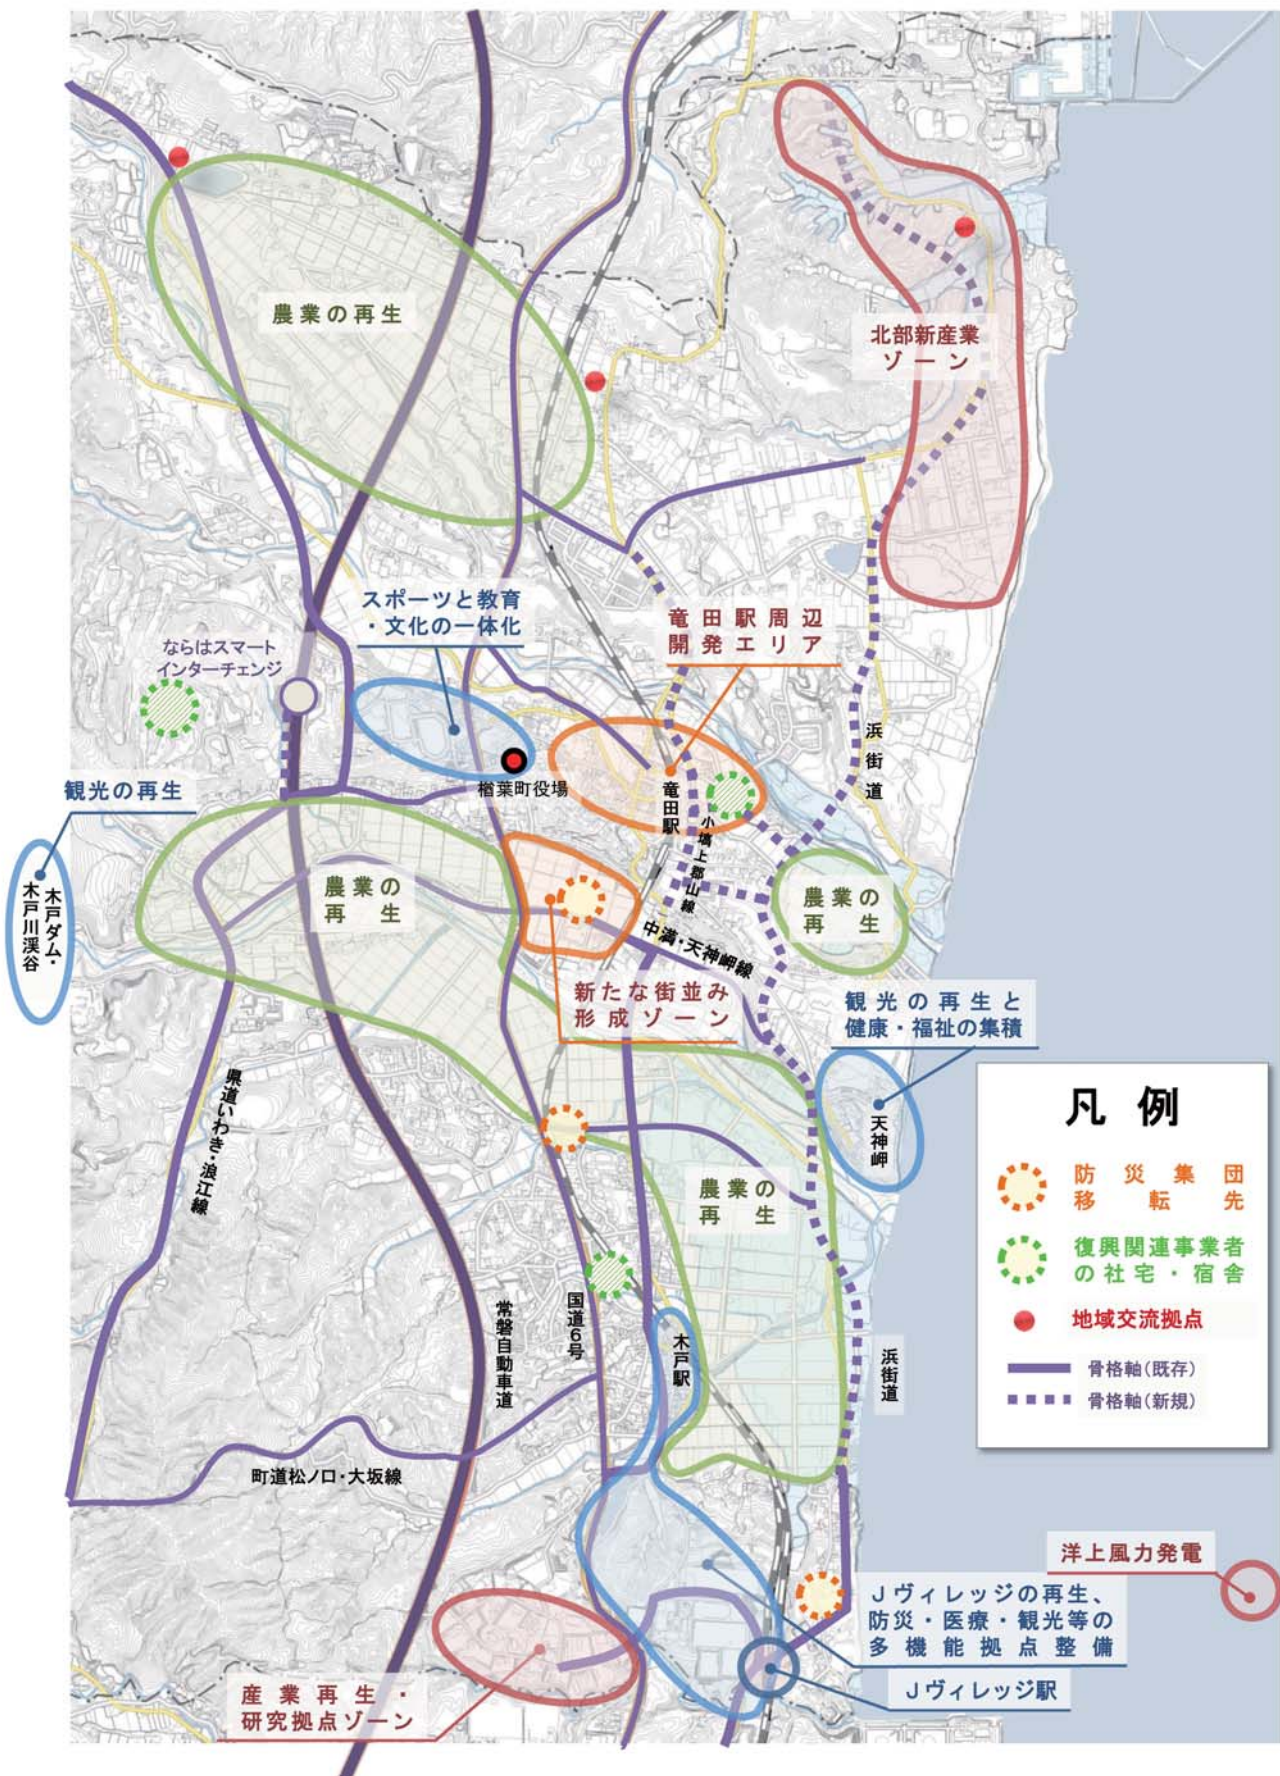 農業の再生
北部新産業
ゾーン
スポーツと教育
・文化の一体化
竜田駅周辺
開発エリア
ならはスマート
インターチェンジ
浜街道
楢葉町役場
竜田駅
小塙上郡山線
観光の再生
木戸ダム・
木戸川渓谷
農業の
再生
農業の
再生
中満・天神岬線
新たな街並み
形成ゾーン
観光の再生と
健康・福祉の集積
天神岬
県道いわき・浪江線
農業の
再生
常磐自動車道
国道6号
木戸駅
浜街道
町道松ノ口・大坂線
凡例
防災集団
移転先
復興関連事業者
の社宅・宿舎
地域交流拠点
骨格軸(既存)
骨格軸(新規)
洋上風力発電
Jヴィレッジの再生、
防災・医療・観光等の
多機能拠点整備
Jヴィレッジ駅
産業再生・
研究拠点ゾーン